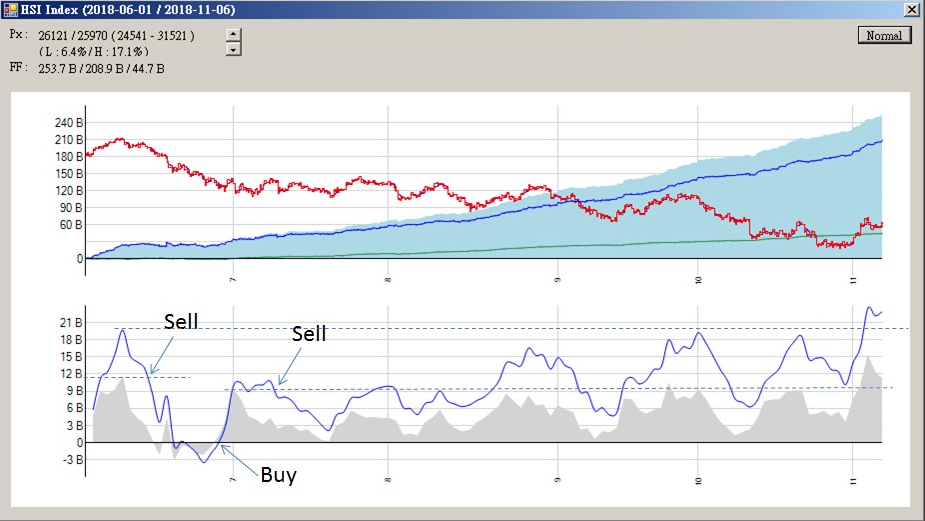 HSI Index (2018-06-01 / 2018-11-06)
Px : 26121 / 25970 ( 24541 - 31521 )
( L : 6.4% / H : 17.1% )
Normal
FF : 253.7 B / 208.9 B / 44.7 B
240 B
210 B
180 B
150 B
120 B
90 B
60 B
0
7
8
9
10
11
21 B
18 B
15 B
12 B
9 B
6 B
3 B
0
-3 B
Sell
Sell
Buy
7
8
9
10
11